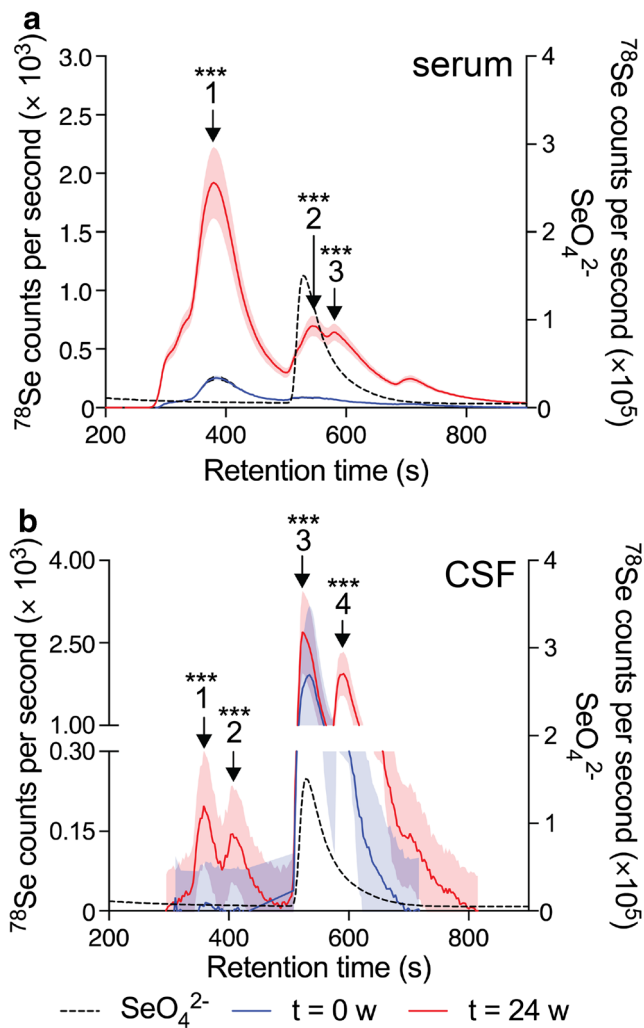 a
serum
⁷⁸Se counts per second (× 10³)
3.0
2.5
2.0
1.5
1.0
0.5
0
***
1
***
2
***
3
4
3
2
1
0
⁷⁸Se counts per second (×10⁵)
SeO₄²⁻
200 400 600 800
Retention time (s)
b
CSF
⁷⁸Se counts per second (× 10³)
4.00
2.50
1.00
0.30
0.15
0
***
1
***
2
***
3
***
4
4
3
2
1
0
⁷⁸Se counts per second (×10⁵)
SeO₄²⁻
200 400 600 800
Retention time (s)
SeO₄²⁻ t = 0 w t = 24 w